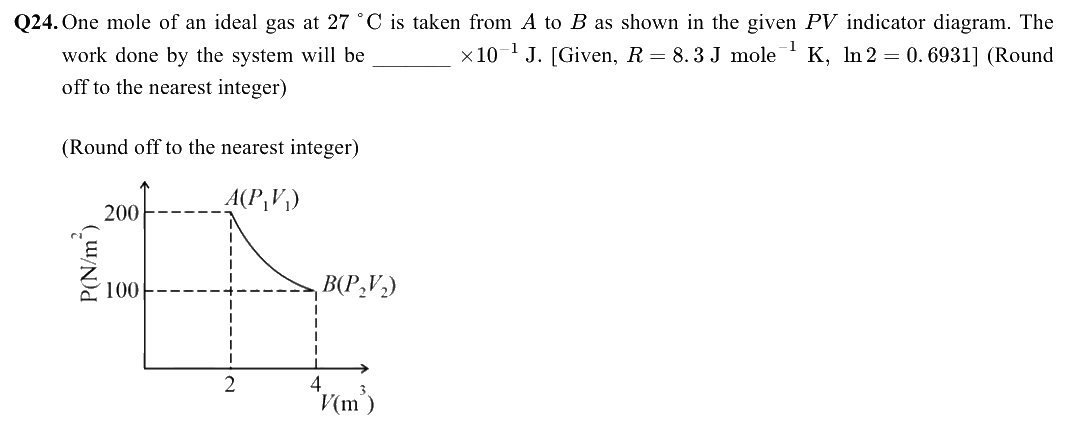 Q24. One mole of an ideal gas at 27 °C is taken from A to B as shown in the given PV indicator diagram. The
work done by the system will be ________ ×10⁻¹ J. [Given, R = 8.3 J mole⁻¹ K, ln 2 = 0.6931] (Round
off to the nearest integer)
(Round off to the nearest integer)
A(P₁V₁)
200
P(N/m²)
100
B(P₂V₂)
2
4
V(m³)